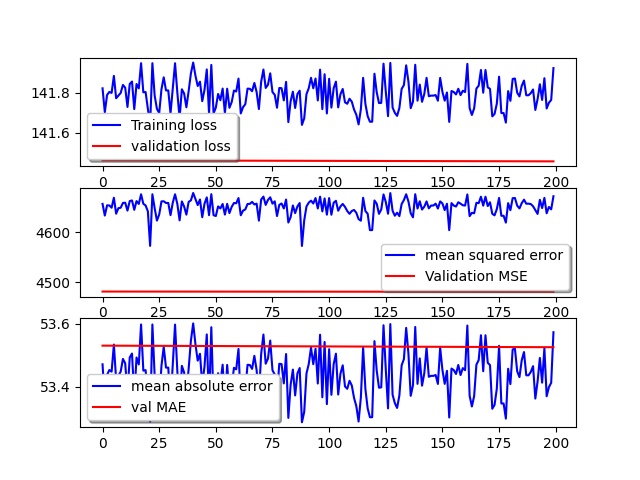 141.8
141.6
Training loss
validation loss
0 25 50 75 100 125 150 175 200
4600
4500
mean squared error
Validation MSE
0 25 50 75 100 125 150 175 200
53.6
53.4
mean absolute error
val MAE
0 25 50 75 100 125 150 175 200